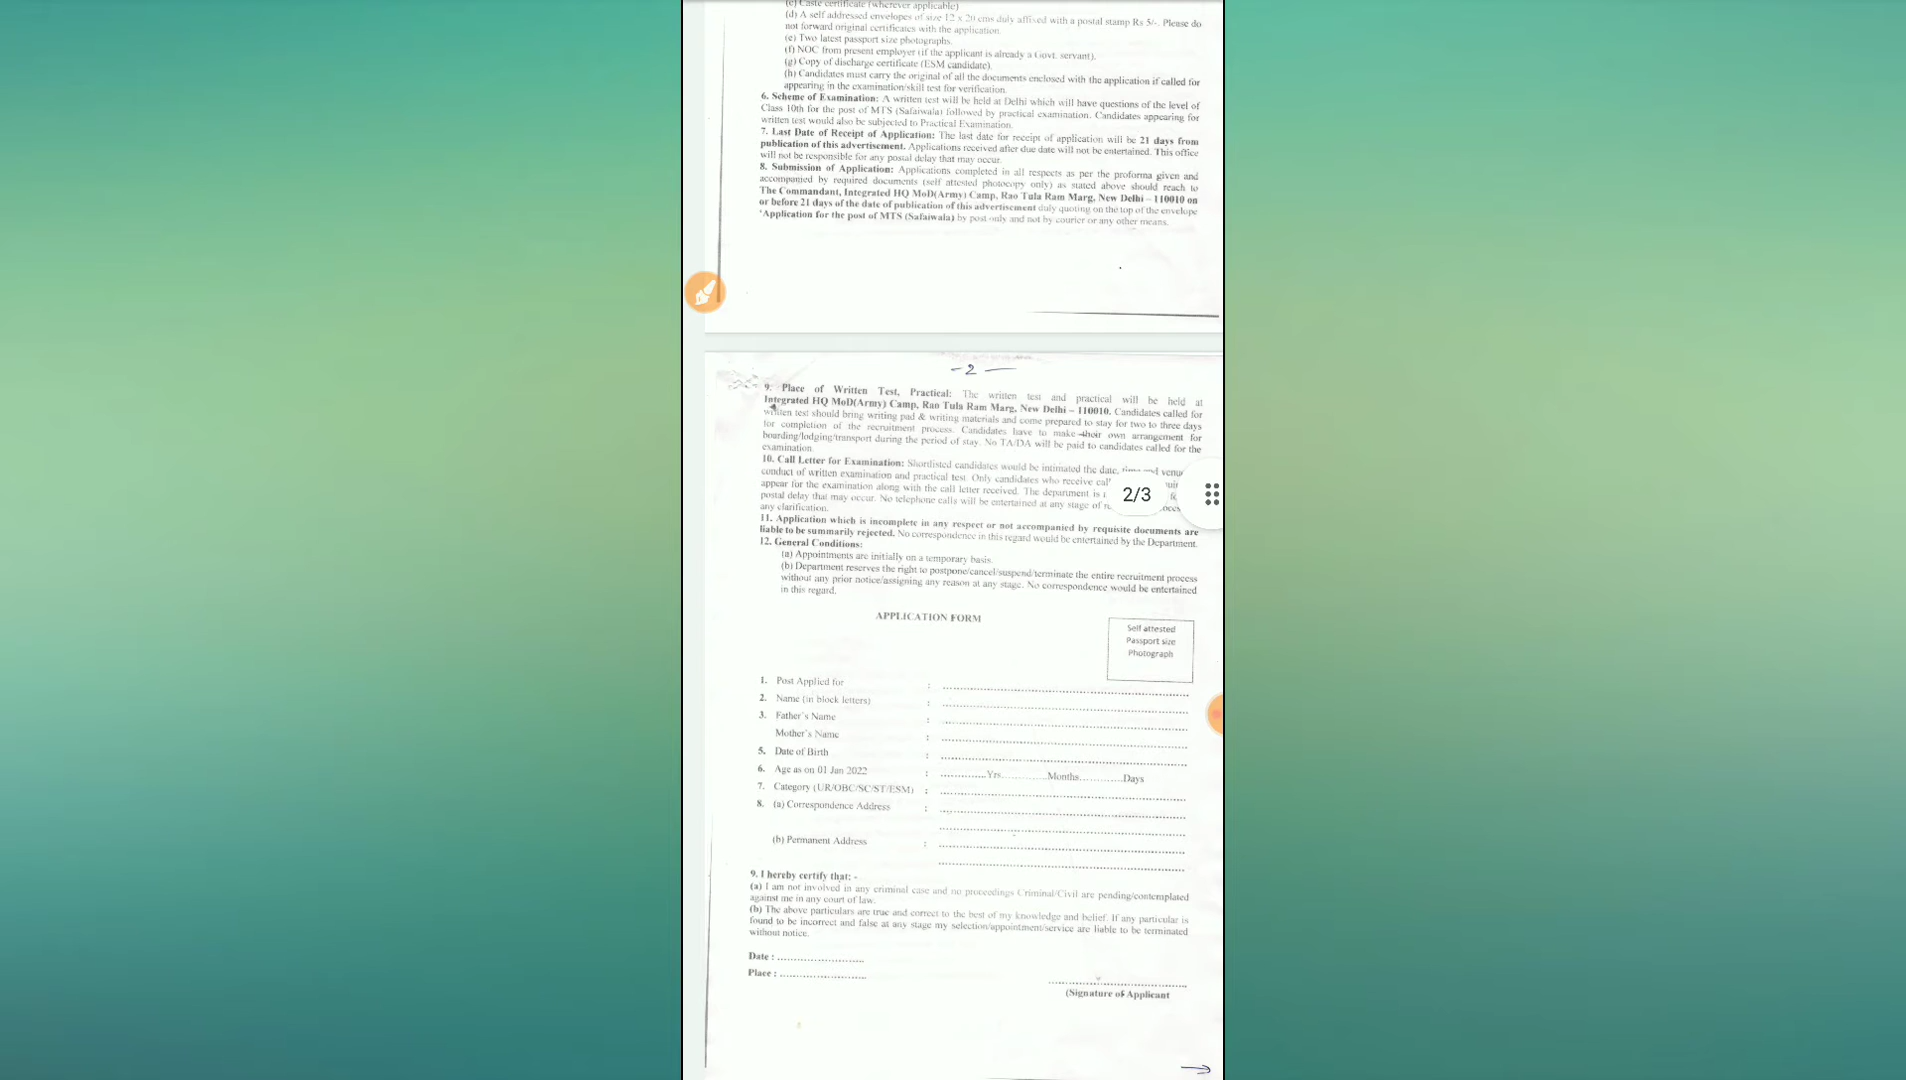 (c) Caste certificate (wherever applicable)
(d) A self addressed envelopes of size 12 x 20 cms duly affixed with a postal stamp Rs 5/-. Please do
not forward original certificates with the application.
(e) Two latest passport size photographs.
(f) NOC from present employer (if the applicant is already a Govt. servant).
(g) Copy of discharge certificate (ESM candidate).
(h) Candidates must carry the original of all the documents enclosed with the application if called for
appearing in the examination/skill test for verification.
6. Scheme of Examination: A written test will be held at Delhi which will have questions of the level of
Class 10th for the post of MTS (Safaiwala) followed by practical examination. Candidates appearing for
written test would also be subjected to Practical Examination.
7. Last Date of Receipt of Application: The last date for receipt of application will be 21 days from
publication of this advertisement. Applications received after due date will not be entertained. This office
will not be responsible for any postal delay that may occur.
8. Submission of Application: Applications completed in all respects as per the proforma given and
accompanied by required documents (self attested photocopy only) as stated above should reach to
The Commandant, Integrated HQ MoD(Army) Camp, Rao Tula Ram Marg, New Delhi – 110010 on
or before 21 days of the date of publication of this advertisement duly quoting on the top of the envelope
'Application for the post of MTS (Safaiwala) by post only and not by courier or any other means.
- 2 -
9. Place of Written Test, Practical: The written test and practical will be held at
Integrated HQ MoD(Army) Camp, Rao Tula Ram Marg, New Delhi – 110010. Candidates called for
written test should bring writing pad & writing materials and come prepared to stay for two to three days
for completion of the recruitment process. Candidates have to make their own arrangement for
boarding/lodging/transport during the period of stay. No TA/DA will be paid to candidates called for the
examination.
10. Call Letter for Examination: Shortlisted candidates would be intimated the date, time and venue
conduct of written examination and practical test. Only candidates who receive call
appear for the examination along with the call letter received. The department is
postal delay that may occur. No telephone calls will be entertained at any stage of
any clarification.
2/3
11. Application which is incomplete in any respect or not accompanied by requisite documents are
liable to be summarily rejected. No correspondence in this regard would be entertained by the Department.
12. General Conditions:
(a) Appointments are initially on a temporary basis.
(b) Department reserves the right to postpone/cancel/suspend/terminate the entire recruitment process
without any prior notice/assigning any reason at any stage. No correspondence would be entertained
in this regard.
APPLICATION FORM
Self attested
Passport size
Photograph
1. Post Applied for :
2. Name (in block letters) :
3. Father's Name :
Mother's Name :
5. Date of Birth :
6. Age as on 01 Jan 2022 : ............Yrs............Months...........Days
7. Category (UR/OBC/SC/ST/ESM) :
8. (a) Correspondence Address :
(b) Permanent Address :
9. I hereby certify that: -
(a) I am not involved in any criminal case and no proceedings Criminal/Civil are pending/contemplated
against me in any court of law.
(b) The above particulars are true and correct to the best of my knowledge and belief. If any particular is
found to be incorrect and false at any stage my selection/appointment/service are liable to be terminated
without notice.
Date : ........................
Place : ........................
(Signature of Applicant